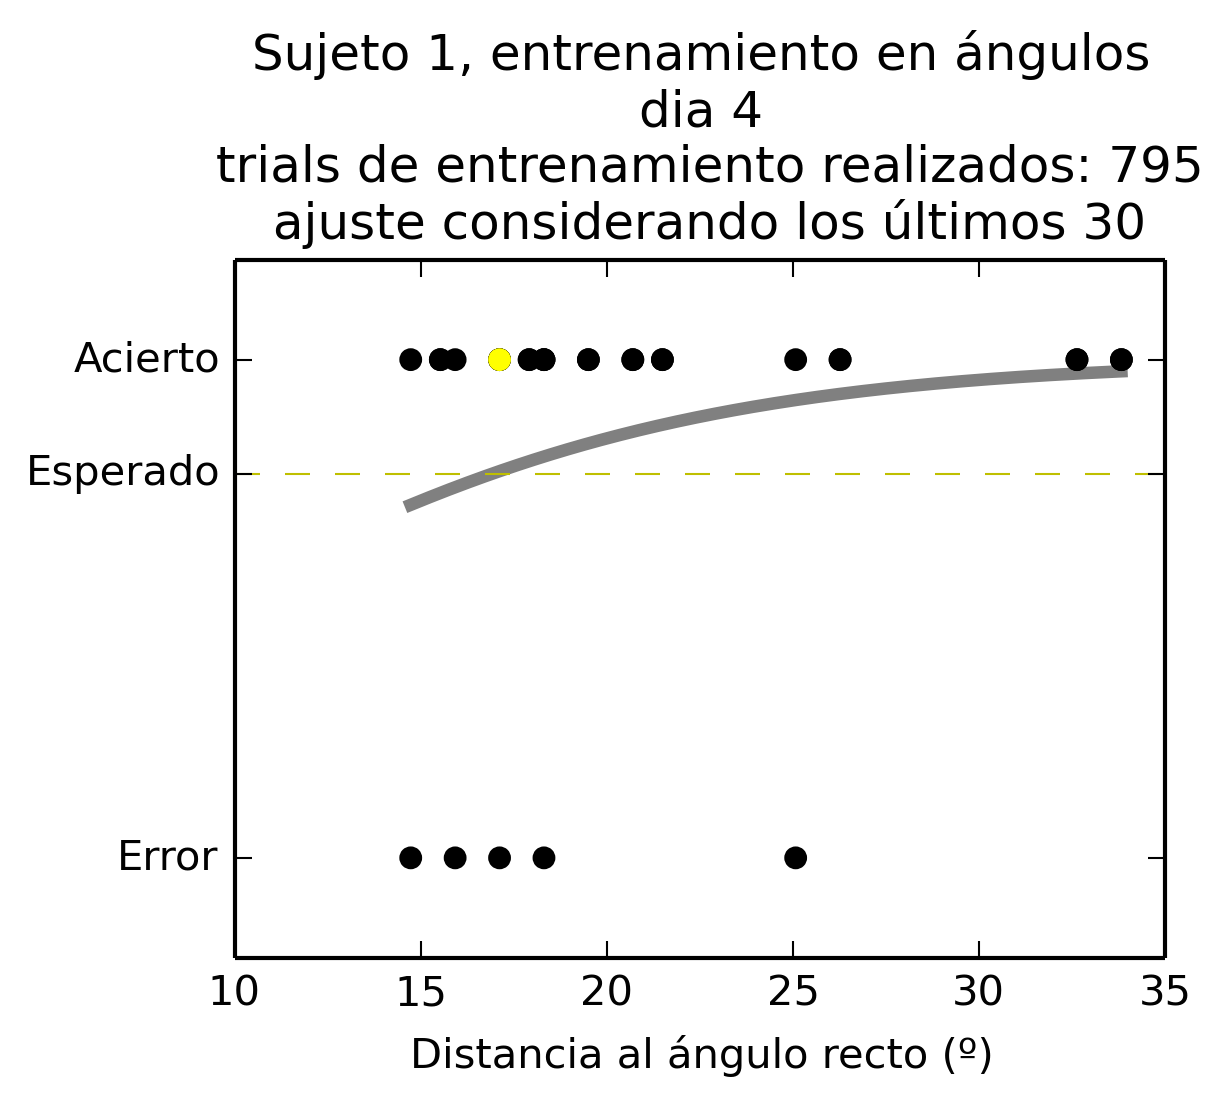 Sujeto 1, entrenamiento en ángulos
dia 4
trials de entrenamiento realizados: 795
ajuste considerando los últimos 30
Acierto
Esperado
Error
10 15 20 25 30 35
Distancia al ángulo recto (º)